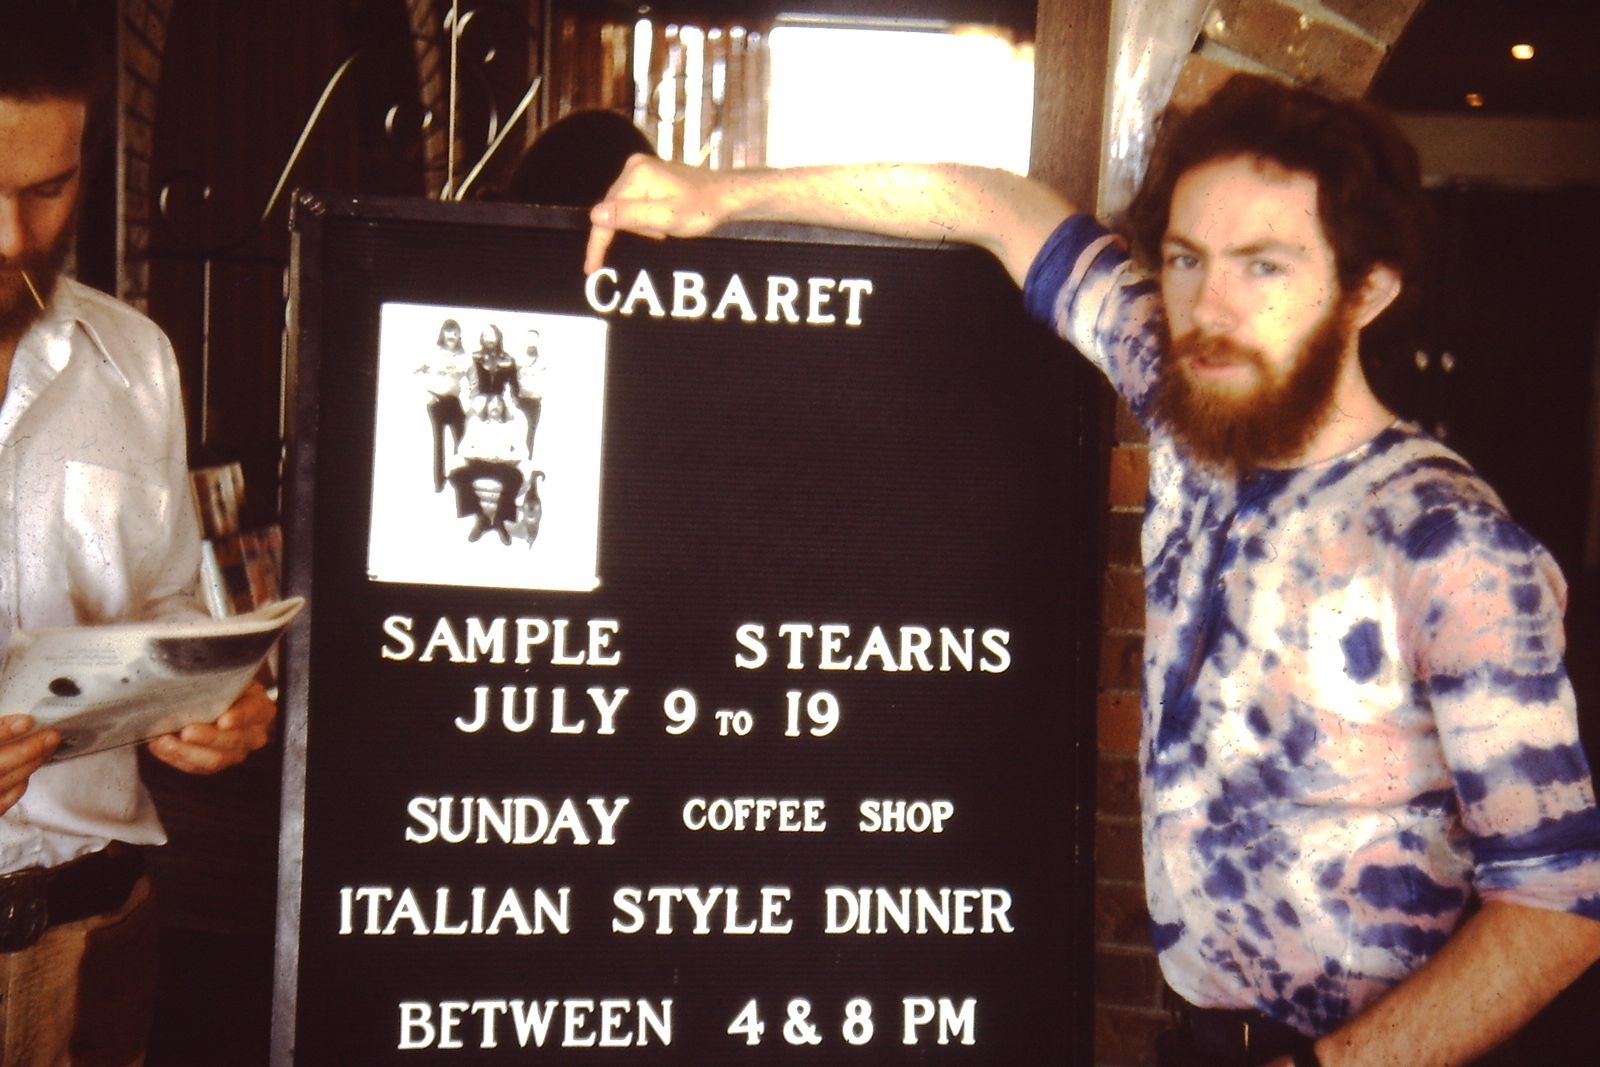 CABARET
SAMPLE STEARNS
JULY 9 TO 19
SUNDAY COFFEE SHOP
ITALIAN STYLE DINNER
BETWEEN 4 & 8 PM